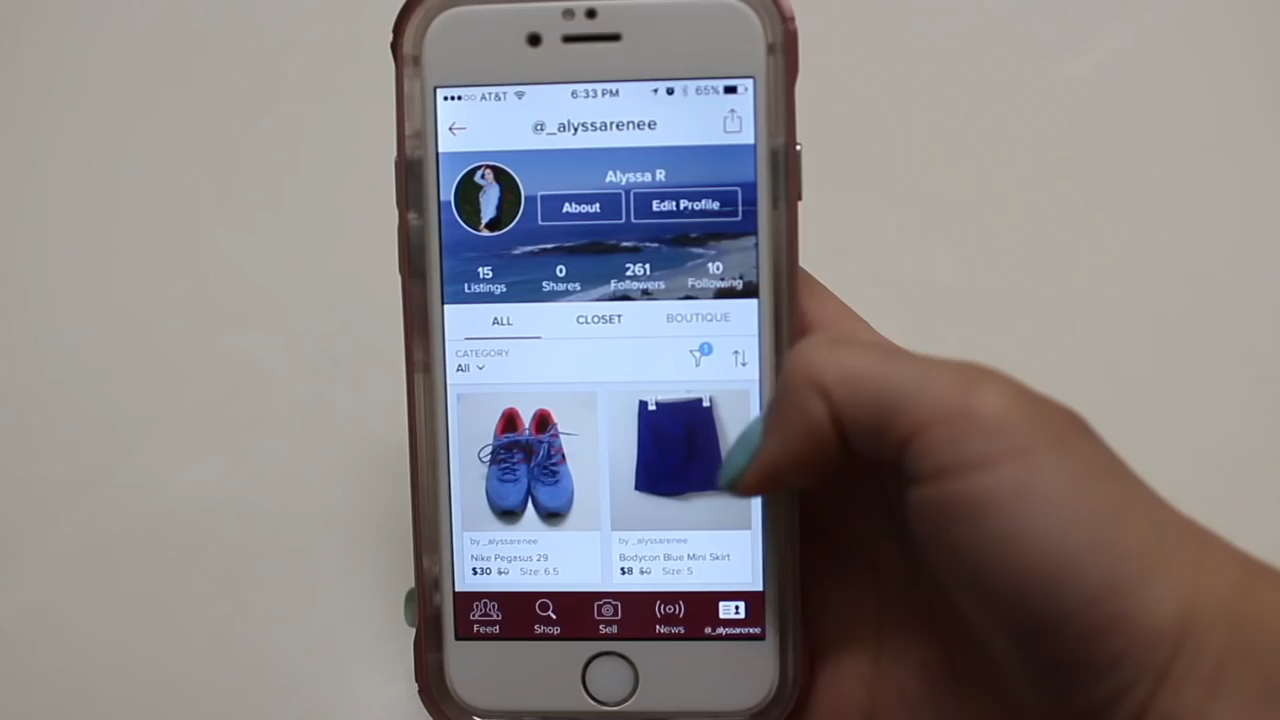 AT&T 6:33 PM 65%
@_alyssarenee
Alyssa R
About Edit Profile
15 0 261 10
Listings Shares Followers Following
ALL CLOSET BOUTIQUE
CATEGORY
All
1
by _alyssarenee by _alyssarenee
Nike Pegasus 29 Bodycon Blue Mini Skirt
$30 $0 Size: 6.5 $8 $0 Size: S
Feed Shop Sell News @_alyssarenee